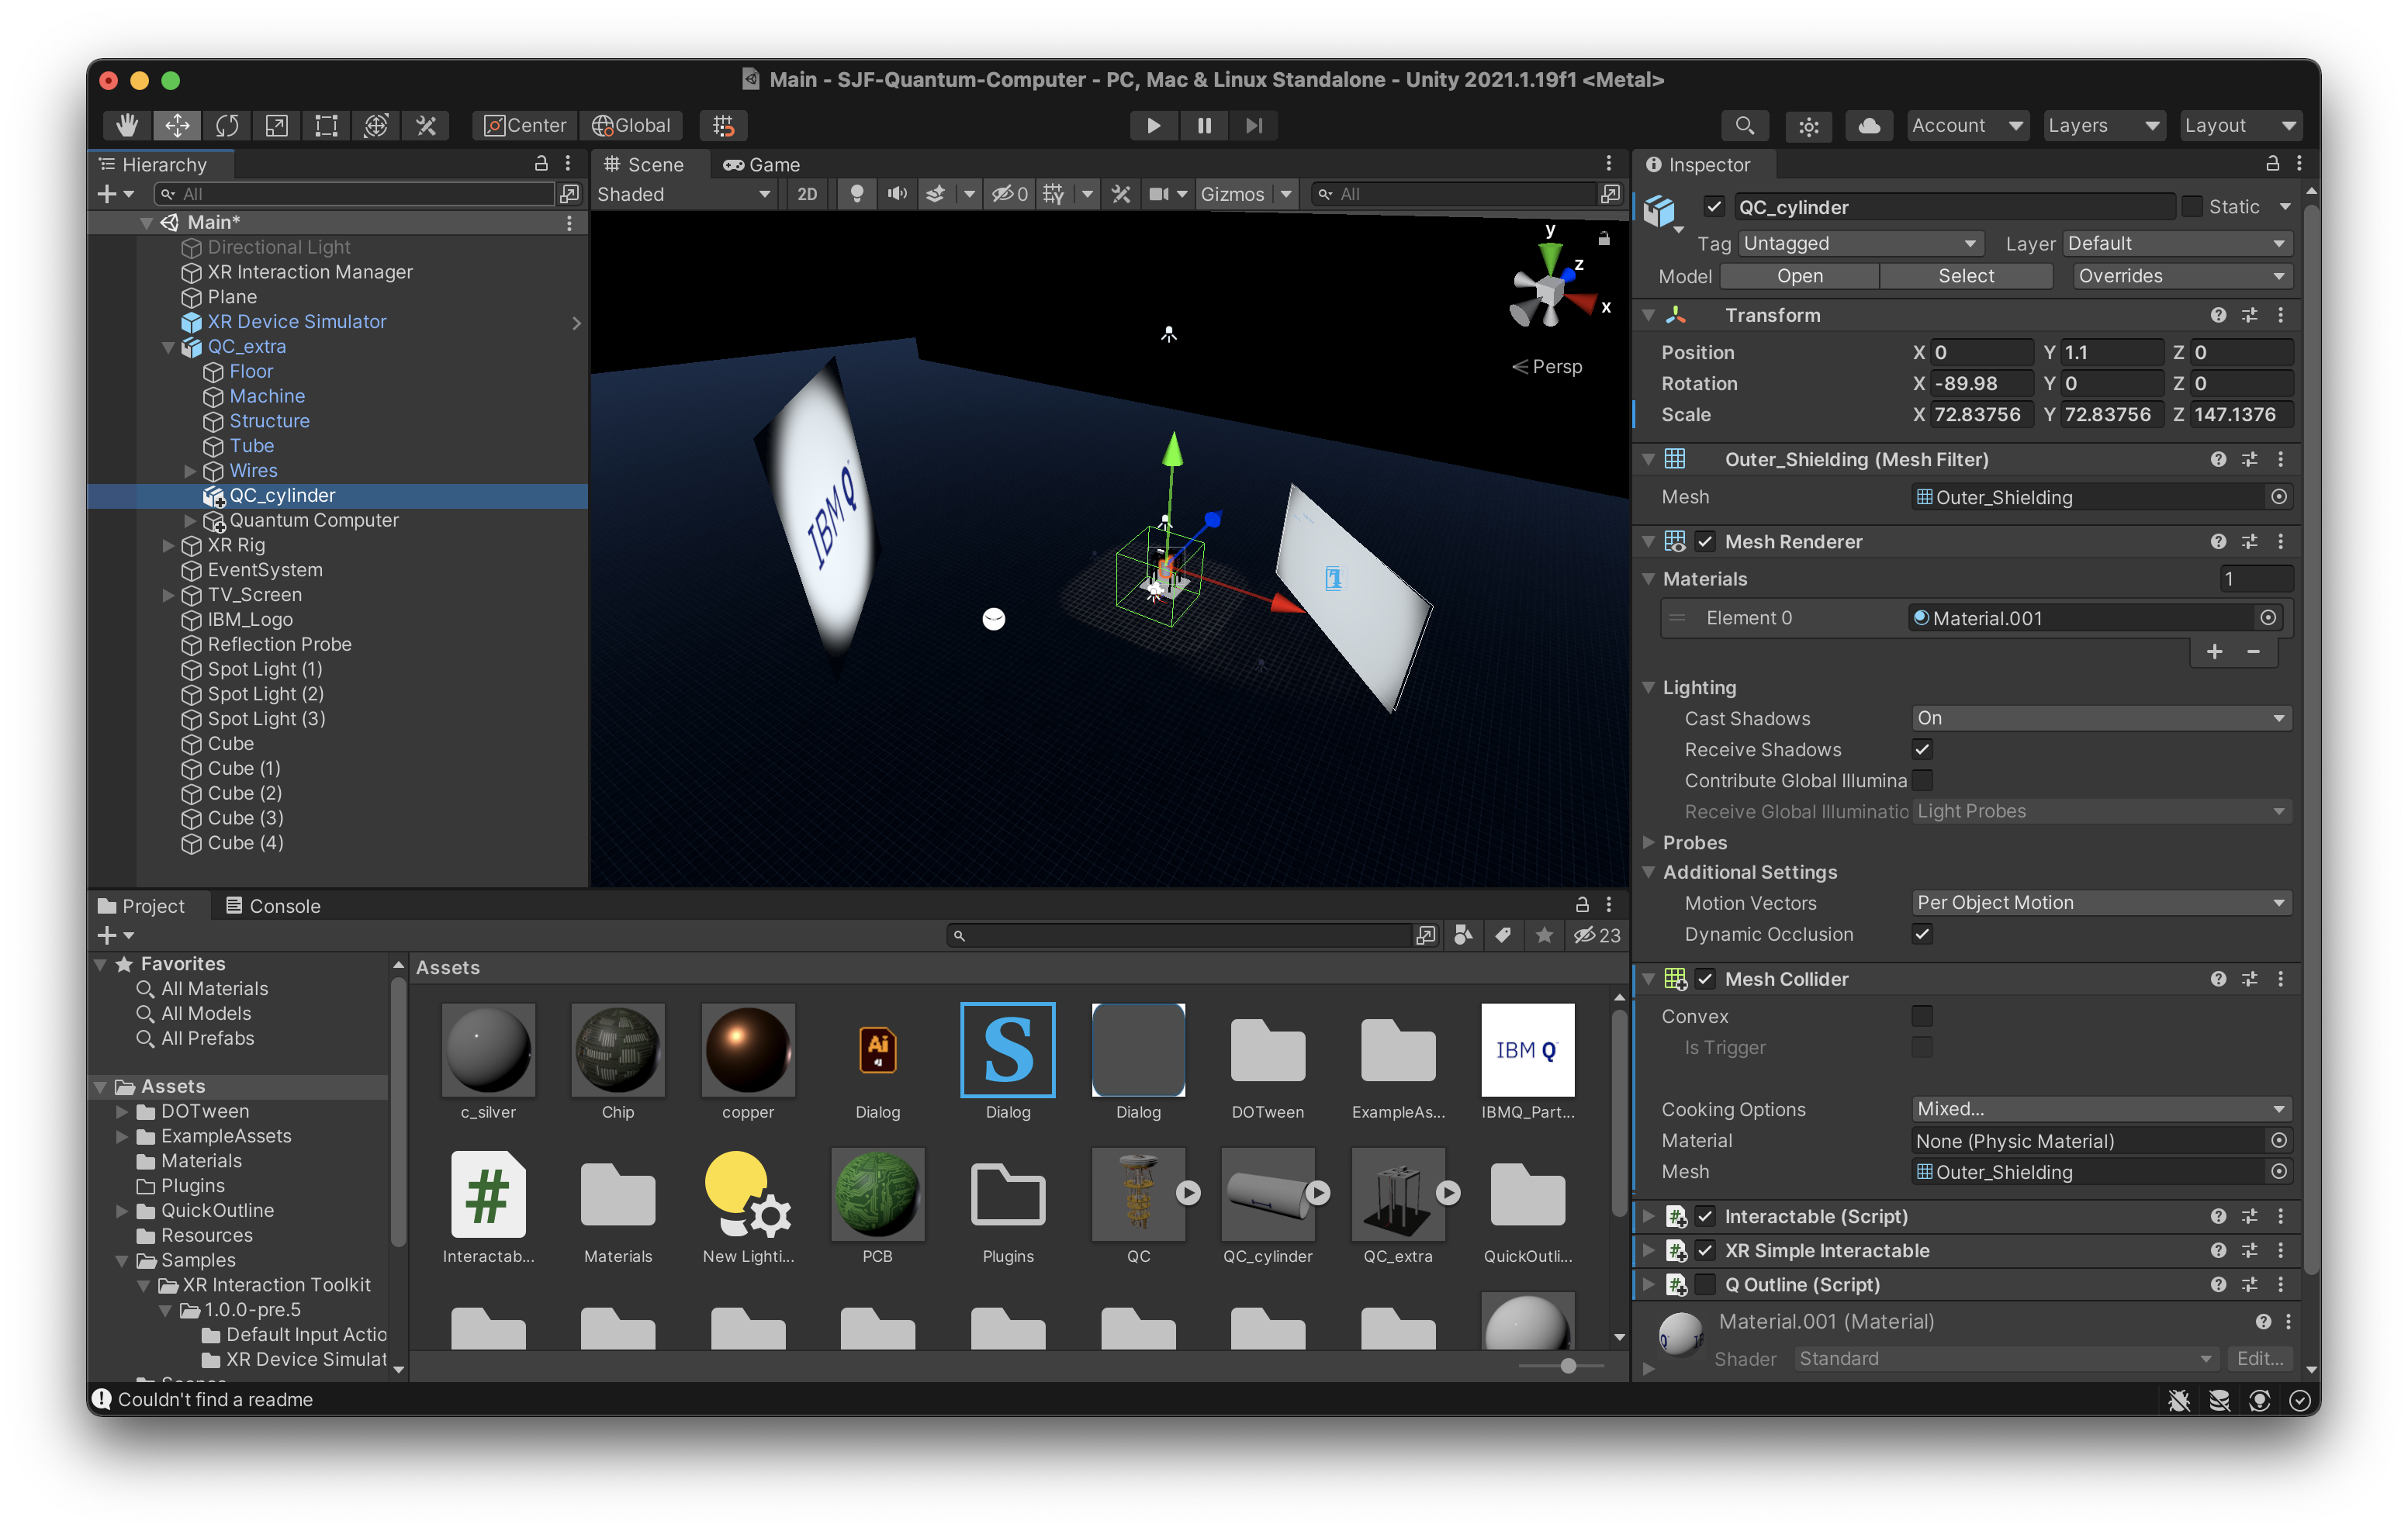 Main - SJF-Quantum-Computer - PC, Mac & Linux Standalone - Unity 2021.1.19f1 <Metal>
Center Global
Account Layers Layout
Hierarchy
All
Main*
Directional Light
XR Interaction Manager
Plane
XR Device Simulator
QC_extra
Floor
Machine
Structure
Tube
Wires
QC_cylinder
Quantum Computer
XR Rig
EventSystem
TV_Screen
IBM_Logo
Reflection Probe
Spot Light (1)
Spot Light (2)
Spot Light (3)
Cube
Cube (1)
Cube (2)
Cube (3)
Cube (4)
Scene Game
Shaded 2D 0 Gizmos All
y
z
x
Persp
IBM Q
1
Inspector
QC_cylinder Static
Tag Untagged Layer Default
Model Open Select Overrides
Transform
Position X 0 Y 1.1 Z 0
Rotation X -89.98 Y 0 Z 0
Scale X 72.83756 Y 72.83756 Z 147.1376
Outer_Shielding (Mesh Filter)
Mesh Outer_Shielding
Mesh Renderer
Materials 1
Element 0 Material.001
Lighting
Cast Shadows On
Receive Shadows
Contribute Global Illumina
Receive Global Illuminatio Light Probes
Probes
Additional Settings
Motion Vectors Per Object Motion
Dynamic Occlusion
Mesh Collider
Convex
Is Trigger
Cooking Options Mixed...
Material None (Physic Material)
Mesh Outer_Shielding
Interactable (Script)
XR Simple Interactable
Q Outline (Script)
Material.001 (Material)
Shader Standard Edit...
Project Console
23
Favorites
All Materials
All Models
All Prefabs
Assets
DOTween
ExampleAssets
Materials
Plugins
QuickOutline
Resources
Samples
XR Interaction Toolkit
1.0.0-pre.5
Default Input Actio
XR Device Simulat
Assets
Ai
S
IBM Q
c_silver Chip copper Dialog Dialog Dialog DOTween ExampleAs... IBMQ_Part...
#
Interactab... Materials New Lighti... PCB Plugins QC QC_cylinder QC_extra QuickOutli...
Couldn't find a readme